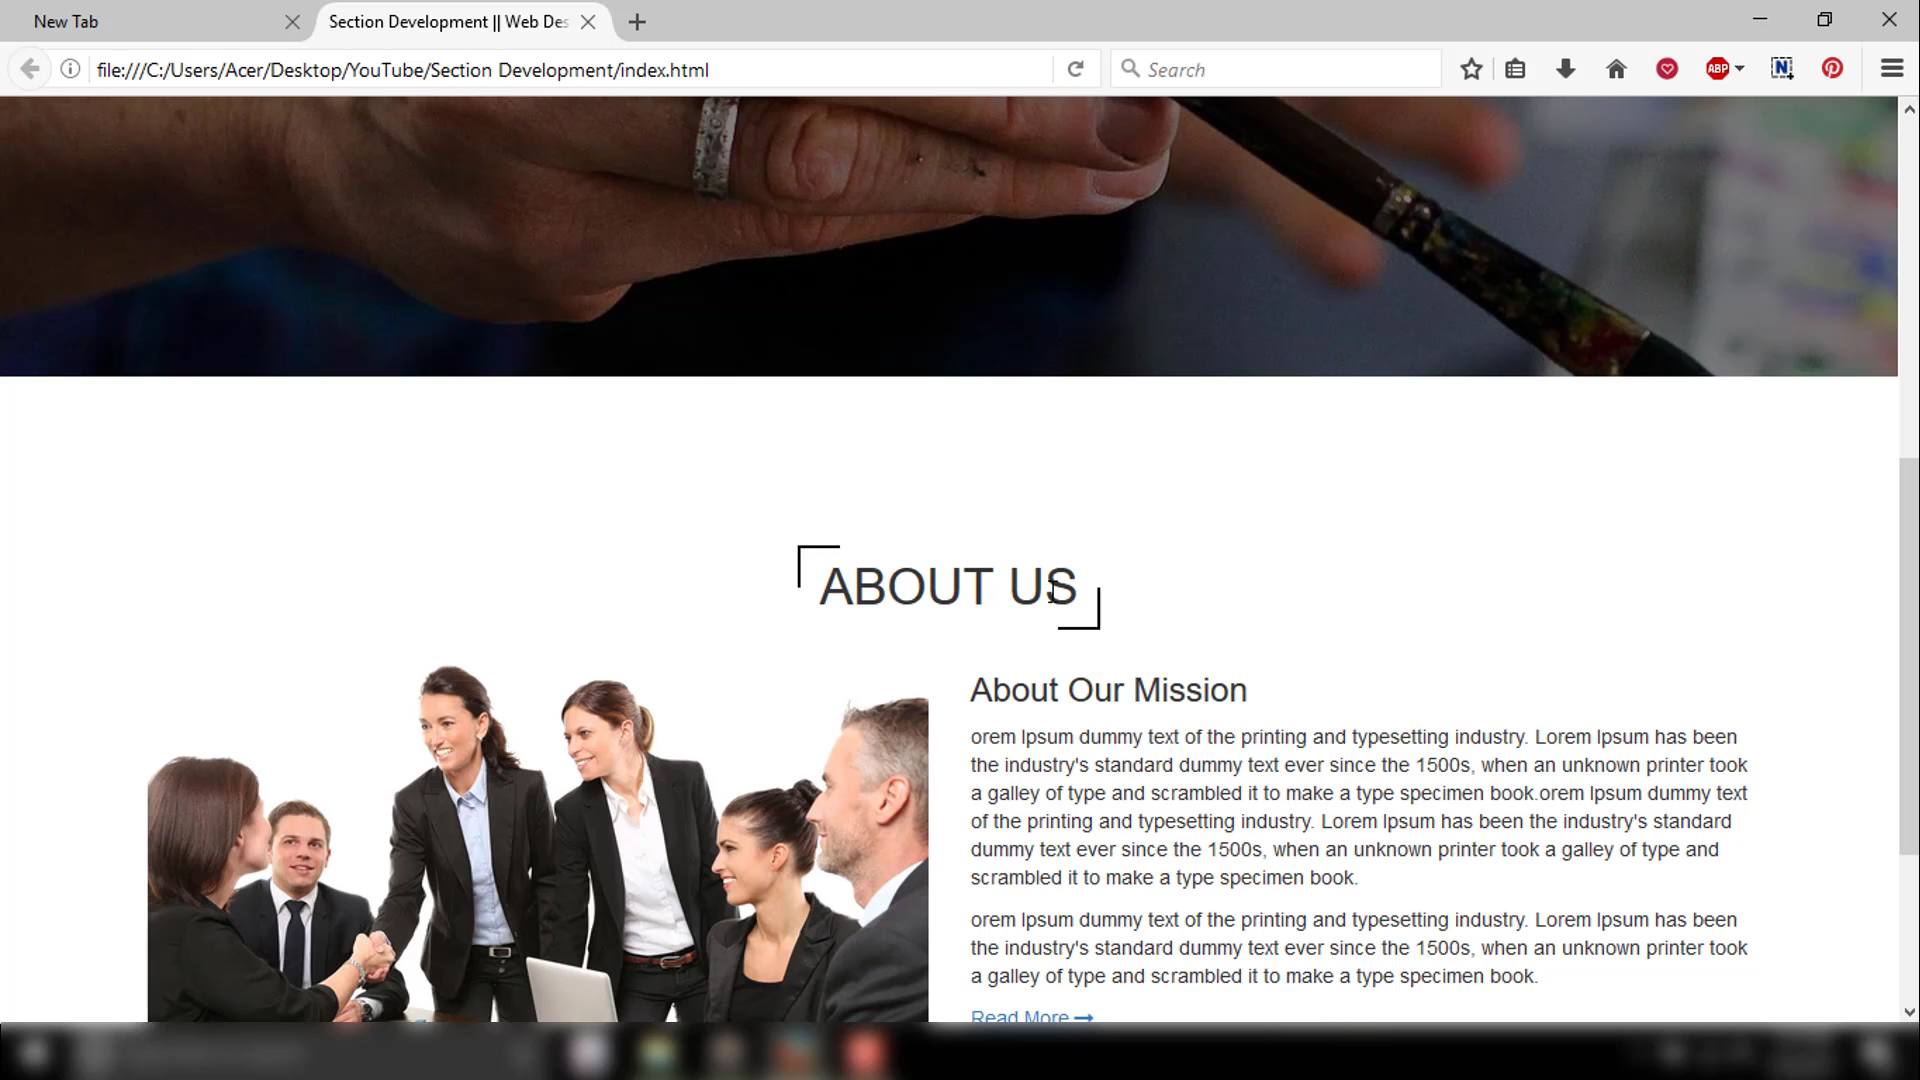 New Tab
Section Development || Web Des
file:///C:/Users/Acer/Desktop/YouTube/Section Development/index.html
Search
ABP
N
ABOUT US
About Our Mission
orem Ipsum dummy text of the printing and typesetting industry. Lorem Ipsum has been
the industry's standard dummy text ever since the 1500s, when an unknown printer took
a galley of type and scrambled it to make a type specimen book.orem Ipsum dummy text
of the printing and typesetting industry. Lorem Ipsum has been the industry's standard
dummy text ever since the 1500s, when an unknown printer took a galley of type and
scrambled it to make a type specimen book.
orem Ipsum dummy text of the printing and typesetting industry. Lorem Ipsum has been
the industry's standard dummy text ever since the 1500s, when an unknown printer took
a galley of type and scrambled it to make a type specimen book.
Read More